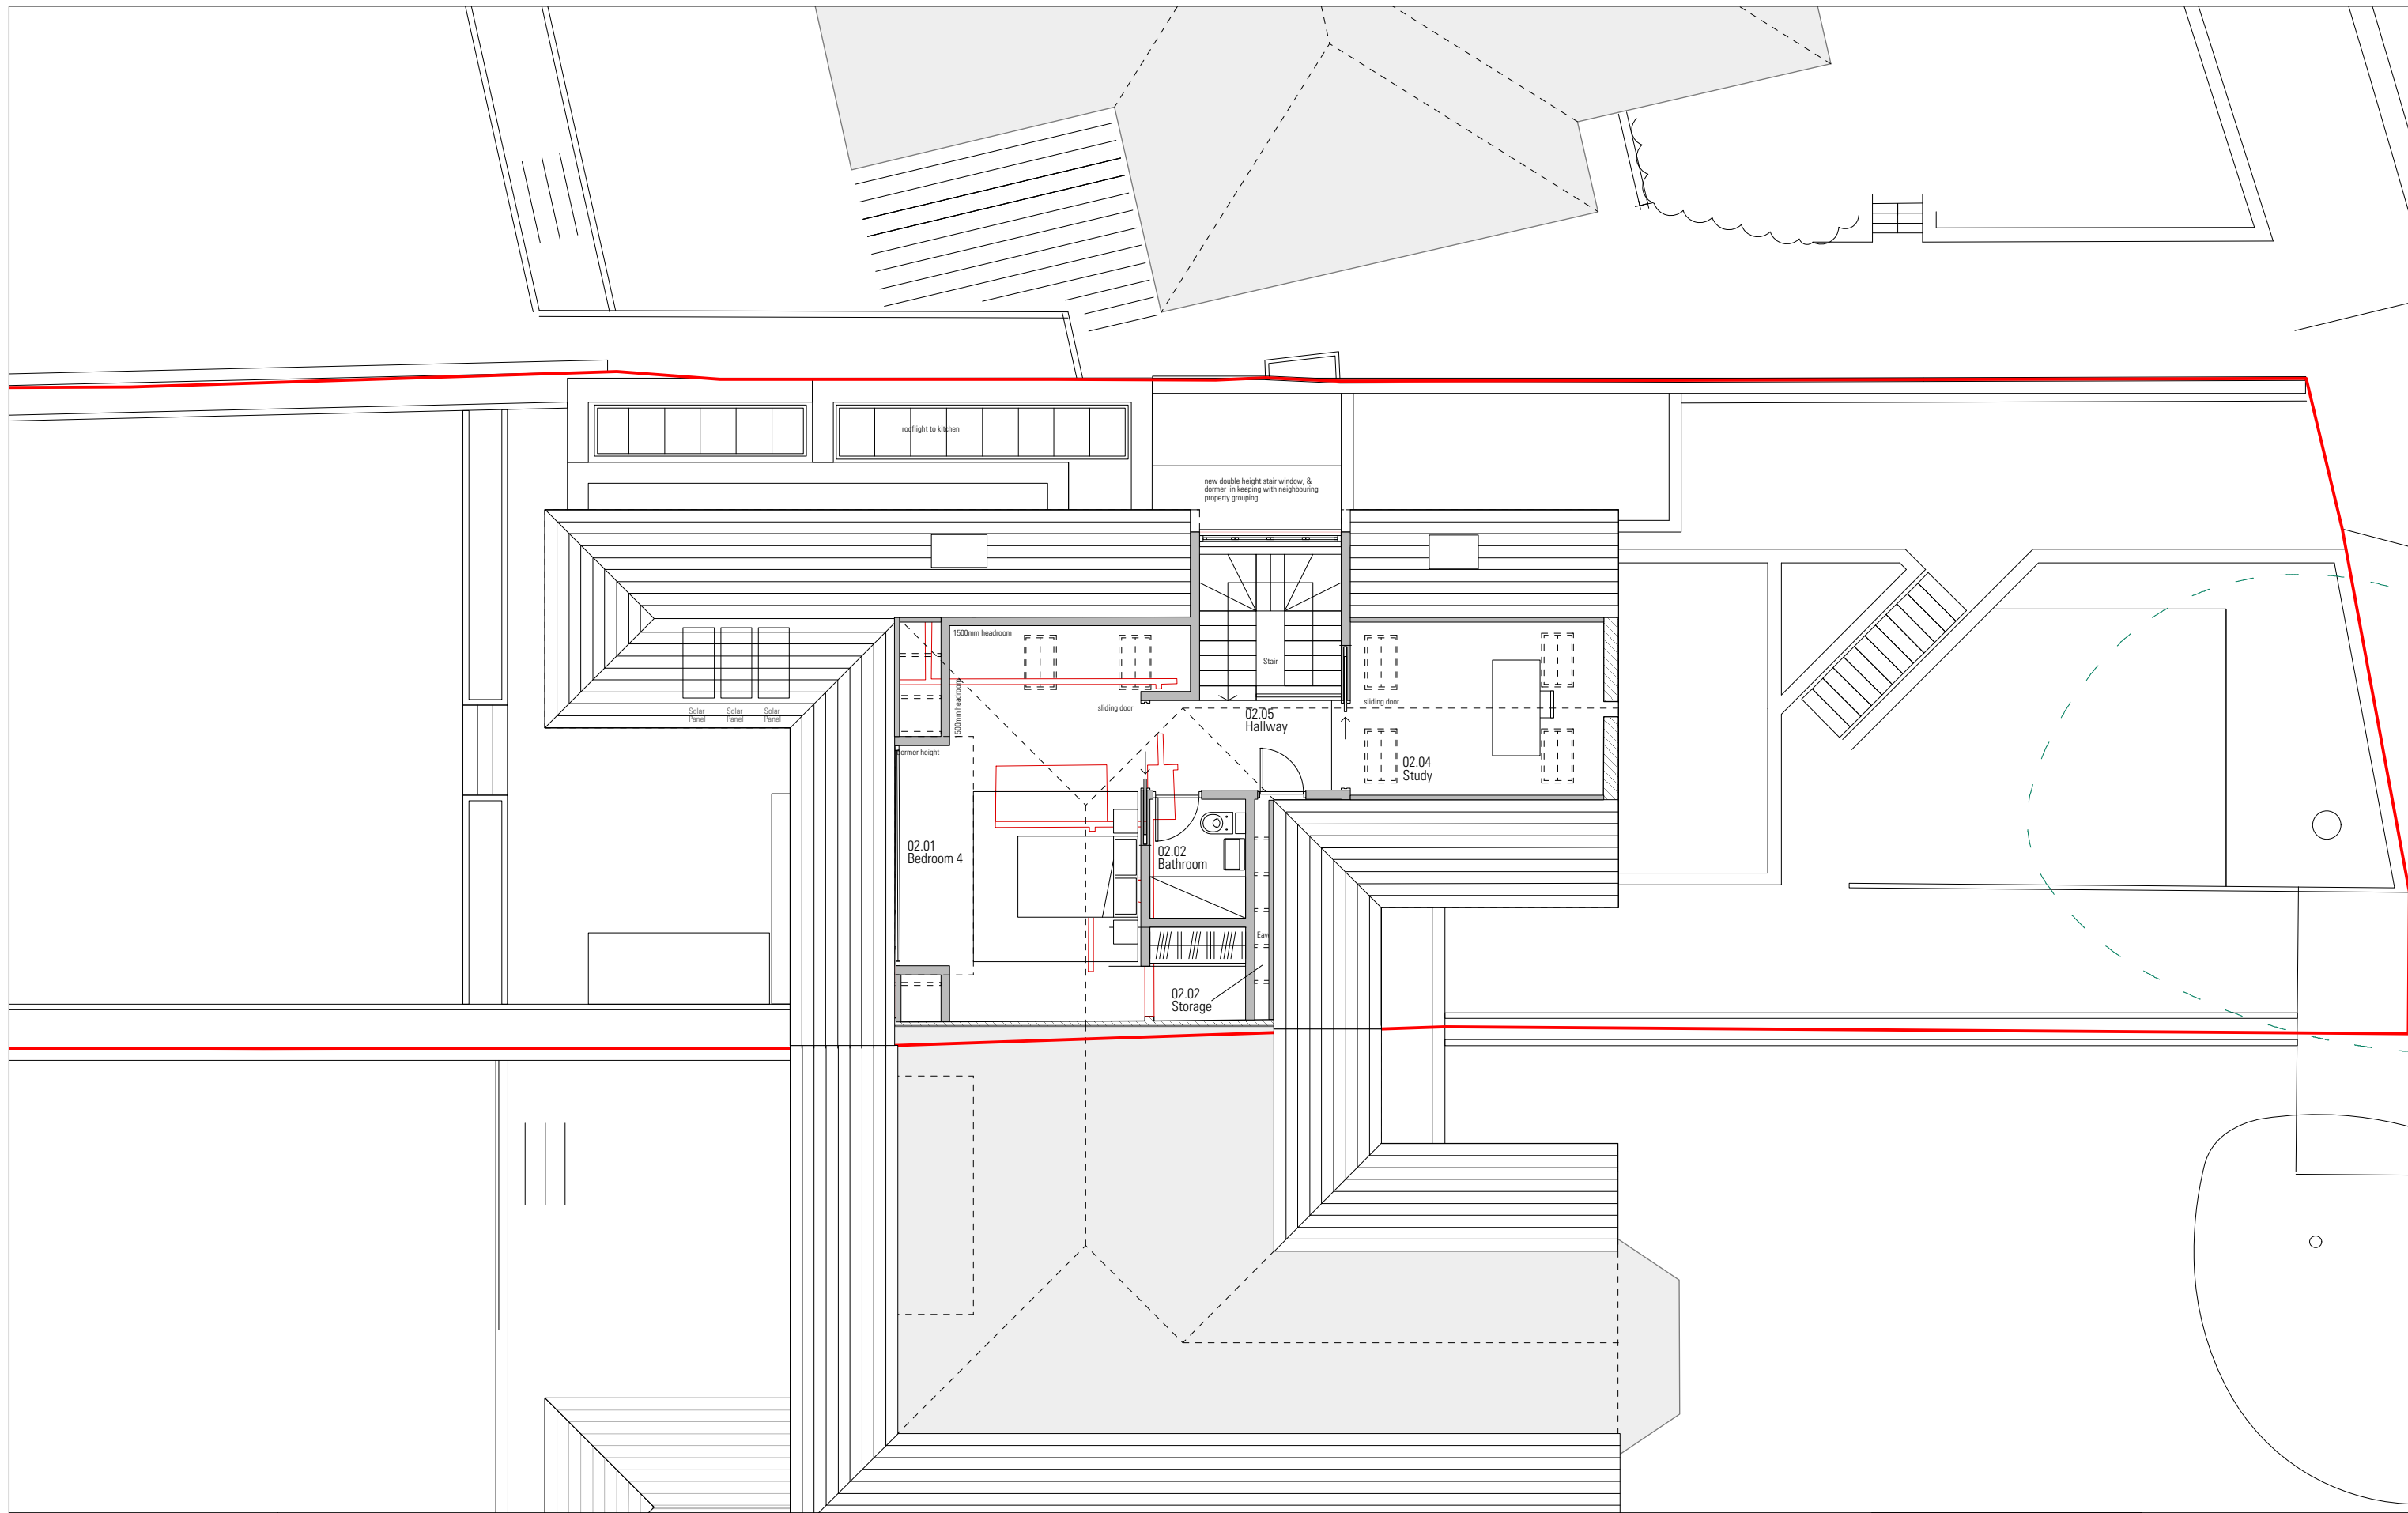 rooflight to kitchen
new double height stair window, &
dormer in keeping with neighbouring
property grouping
1500mm headroom
1500mm headroom
Stair
Solar
Panel
Solar
Panel
Solar
Panel
sliding door
sliding door
02.05
Hallway
dormer height
02.04
Study
02.01
Bedroom 4
02.02
Bathroom
02.02
Storage